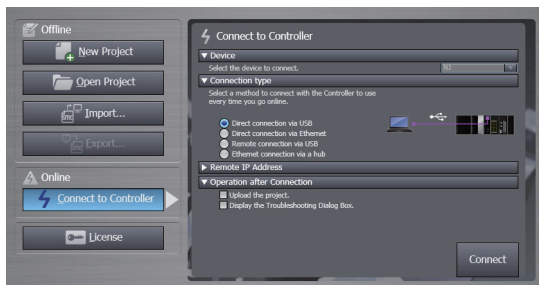 Offline
New Project
Open Project
Import...
Export...
Online
Connect to Controller
License
Connect to Controller
▼ Device
Select the device to connect.
NJ
▼ Connection type
Select a method to connect with the Controller to use
every time you go online.
Direct connection via USB
Direct connection via Ethernet
Remote connection via USB
Ethernet connection via a hub
▶ Remote IP Address
▼ Operation after Connection
Upload the project.
Display the Troubleshooting Dialog Box.
Connect